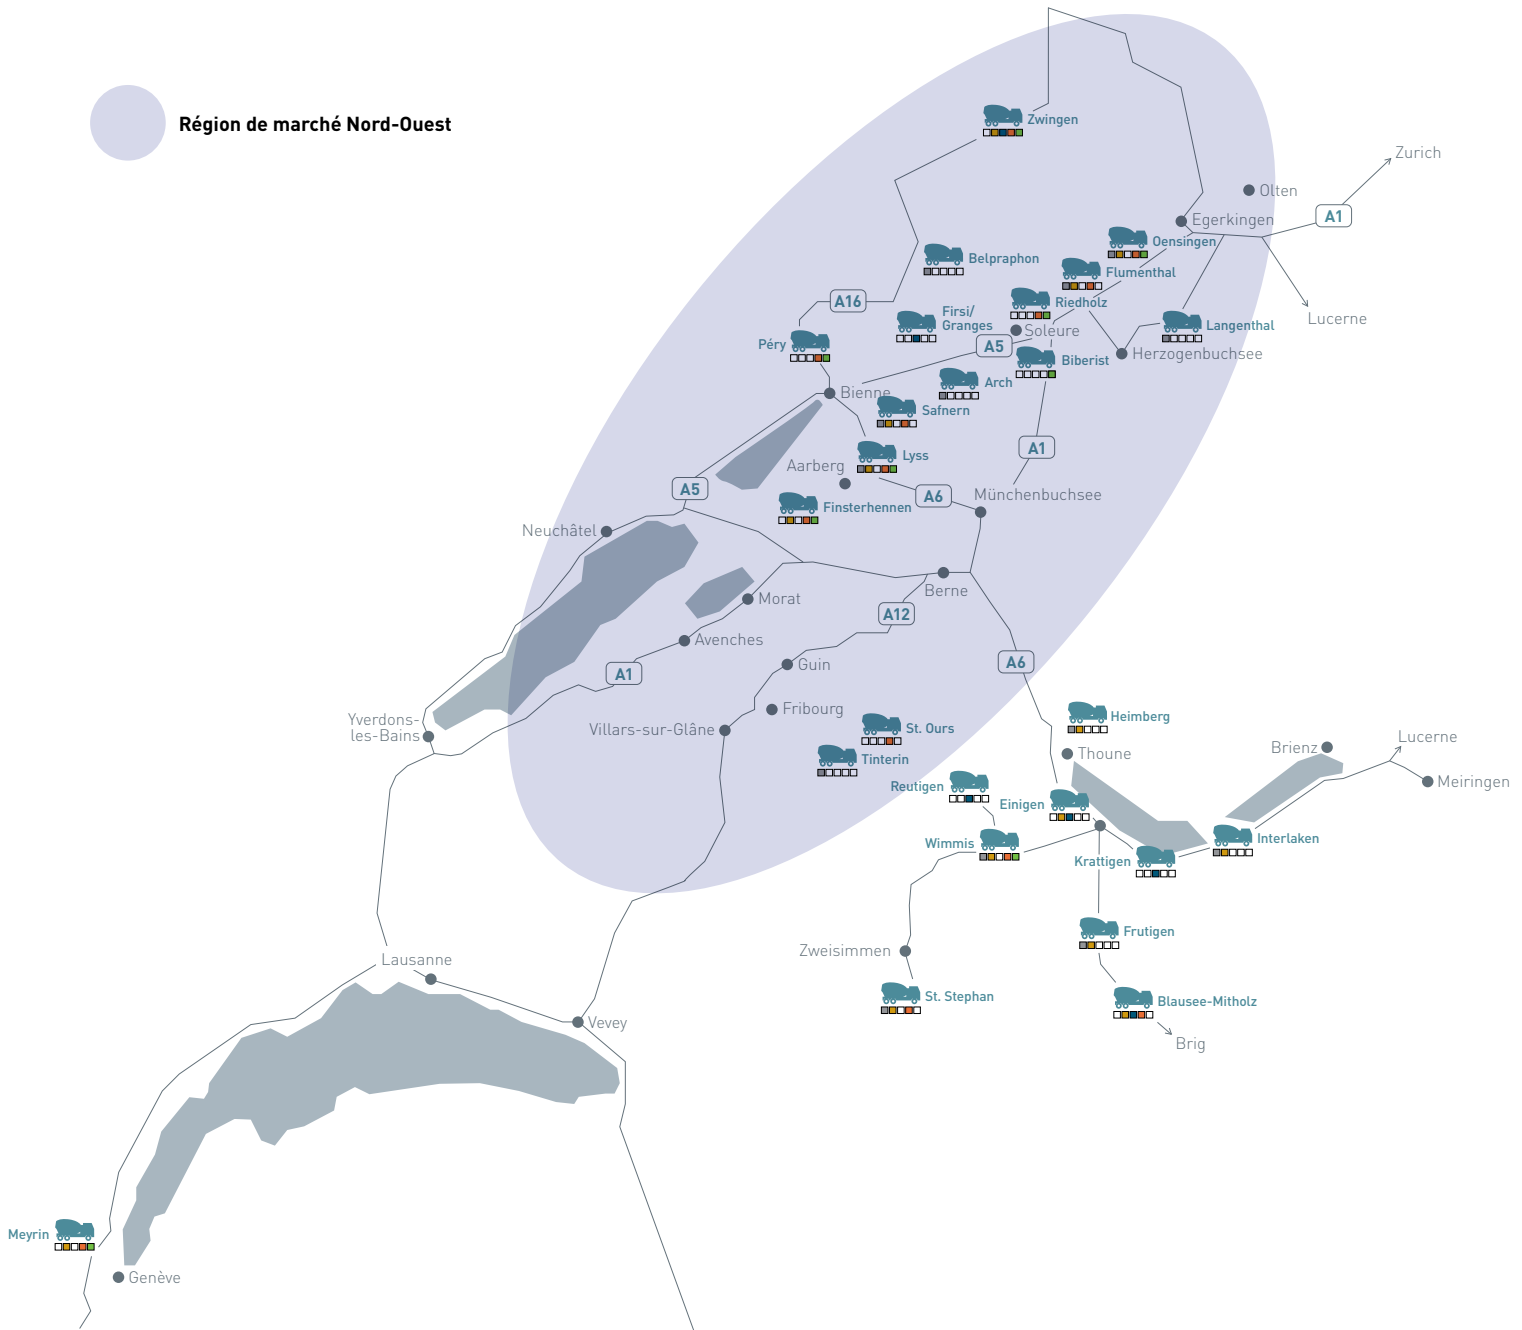 Région de marché Nord-Ouest
Zwingen
Zurich
Olten
A1
Egerkingen
Oensingen
Belpraphon
Flumenthal
A16
Riedholz
Firsi/
Granges
Lucerne
Soleure
Langenthal
Péry
A5
Herzogenbuchsee
Biberist
Arch
Bienne
Safnern
A1
Lyss
Aarberg
A5
A6
Münchenbuchsee
Finsterhennen
Neuchâtel
Berne
Morat
A12
Avenches
A6
Guin
A1
Fribourg
Heimberg
Yverdons-
les-Bains
Villars-sur-Glâne
St. Ours
Lucerne
Brienz
Thoune
Tinterin
Meiringen
Reutigen
Einigen
Interlaken
Wimmis
Krattigen
Frutigen
Zweisimmen
Lausanne
St. Stephan
Blausee-Mitholz
Vevey
Brig
Meyrin
Genève